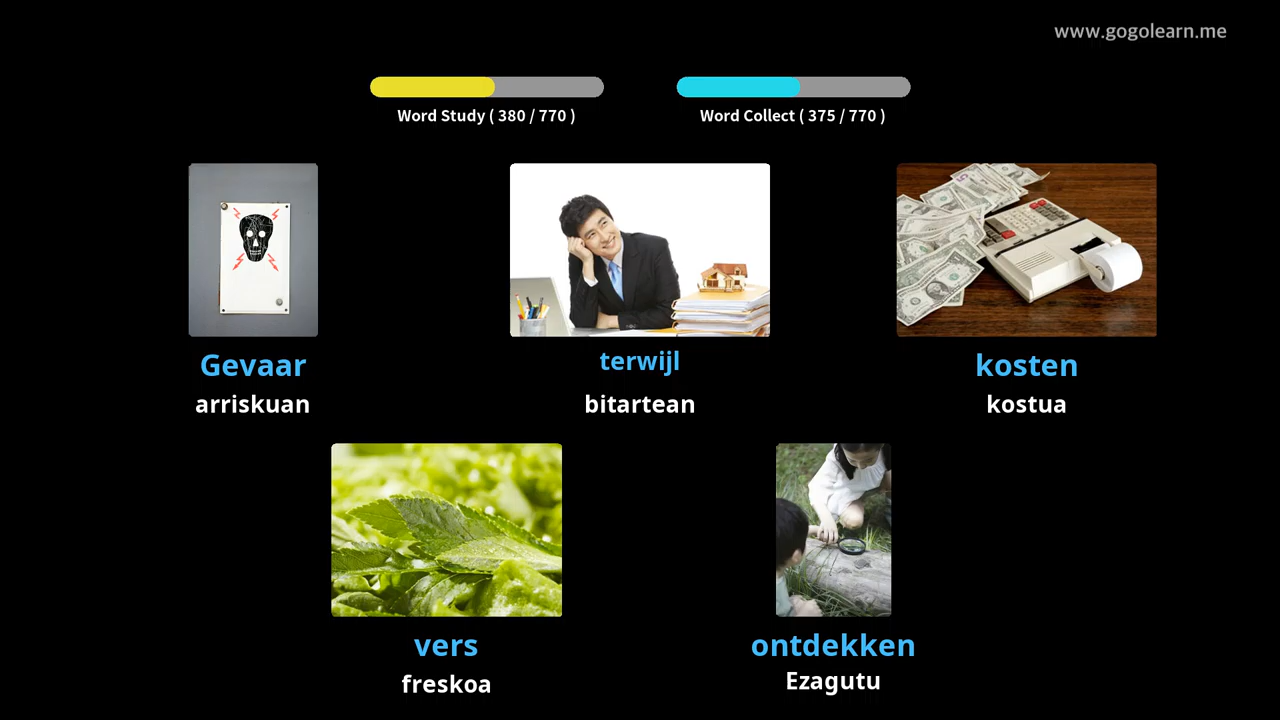 www.gogolearn.me
Word Study ( 380 / 770 )
Word Collect ( 375 / 770 )
Gevaar
arriskuan
terwijl
bitartean
kosten
kostua
vers
freskoa
ontdekken
Ezagutu